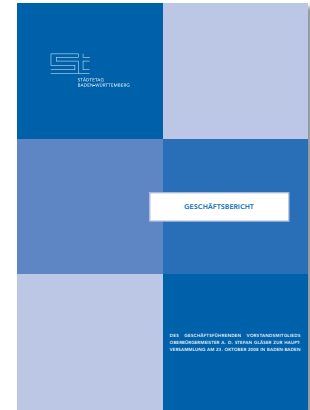 STÄDTETAG
BADEN-WÜRTTEMBERG
GESCHÄFTSBERICHT
DES GESCHÄFTSFÜHRENDEN VORSTANDSMITGLIEDS
OBERBÜRGERMEISTER A. D. STEFAN GLÄSER ZUR HAUPT-
VERSAMMLUNG AM 23. OKTOBER 2008 IN BADEN-BADEN